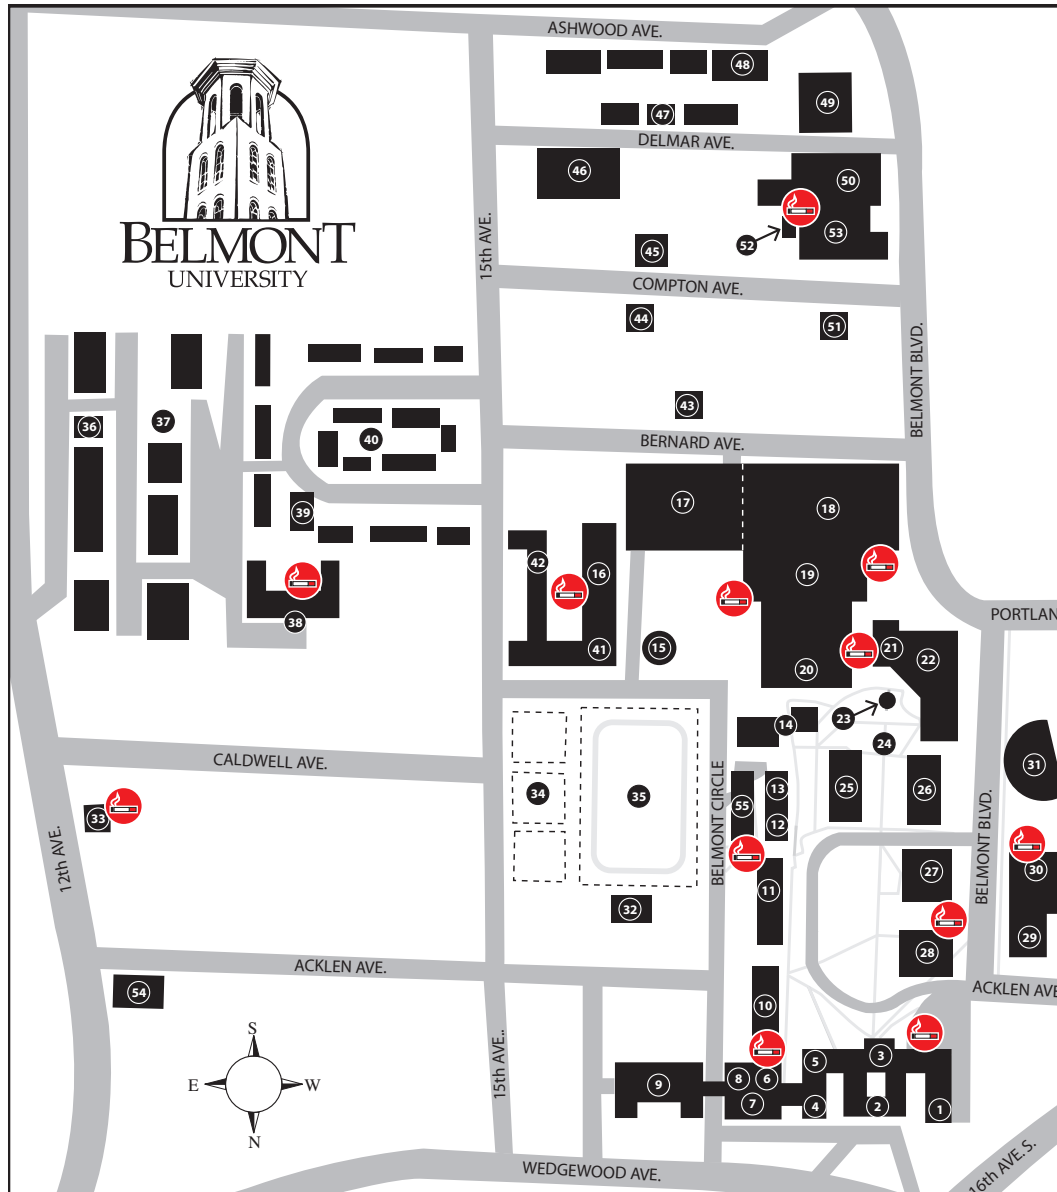 ASHWOOD AVE.
48
49
47
DELMAR AVE.
46
50
15th AVE.
BELMONT
UNIVERSITY
53
52
45
COMPTON AVE.
44
51
BELMONT BLVD.
43
36
37
40
BERNARD AVE.
17
18
39
42
16
19
38
41
15
21
22
20
23
14
24
CALDWELL AVE.
BELMONT CIRCLE
34
35
55
13
12
25
26
31
33
12th AVE.
BELMONT BLVD.
27
30
11
32
28
29
ACKLEN AVE.
54
ACKLEN AVE
10
S
E
W
N
15th AVE..
9
8
6
7
5
4
3
2
1
WEDGEWOOD AVE.
16th AVE. S.
PORTLAN